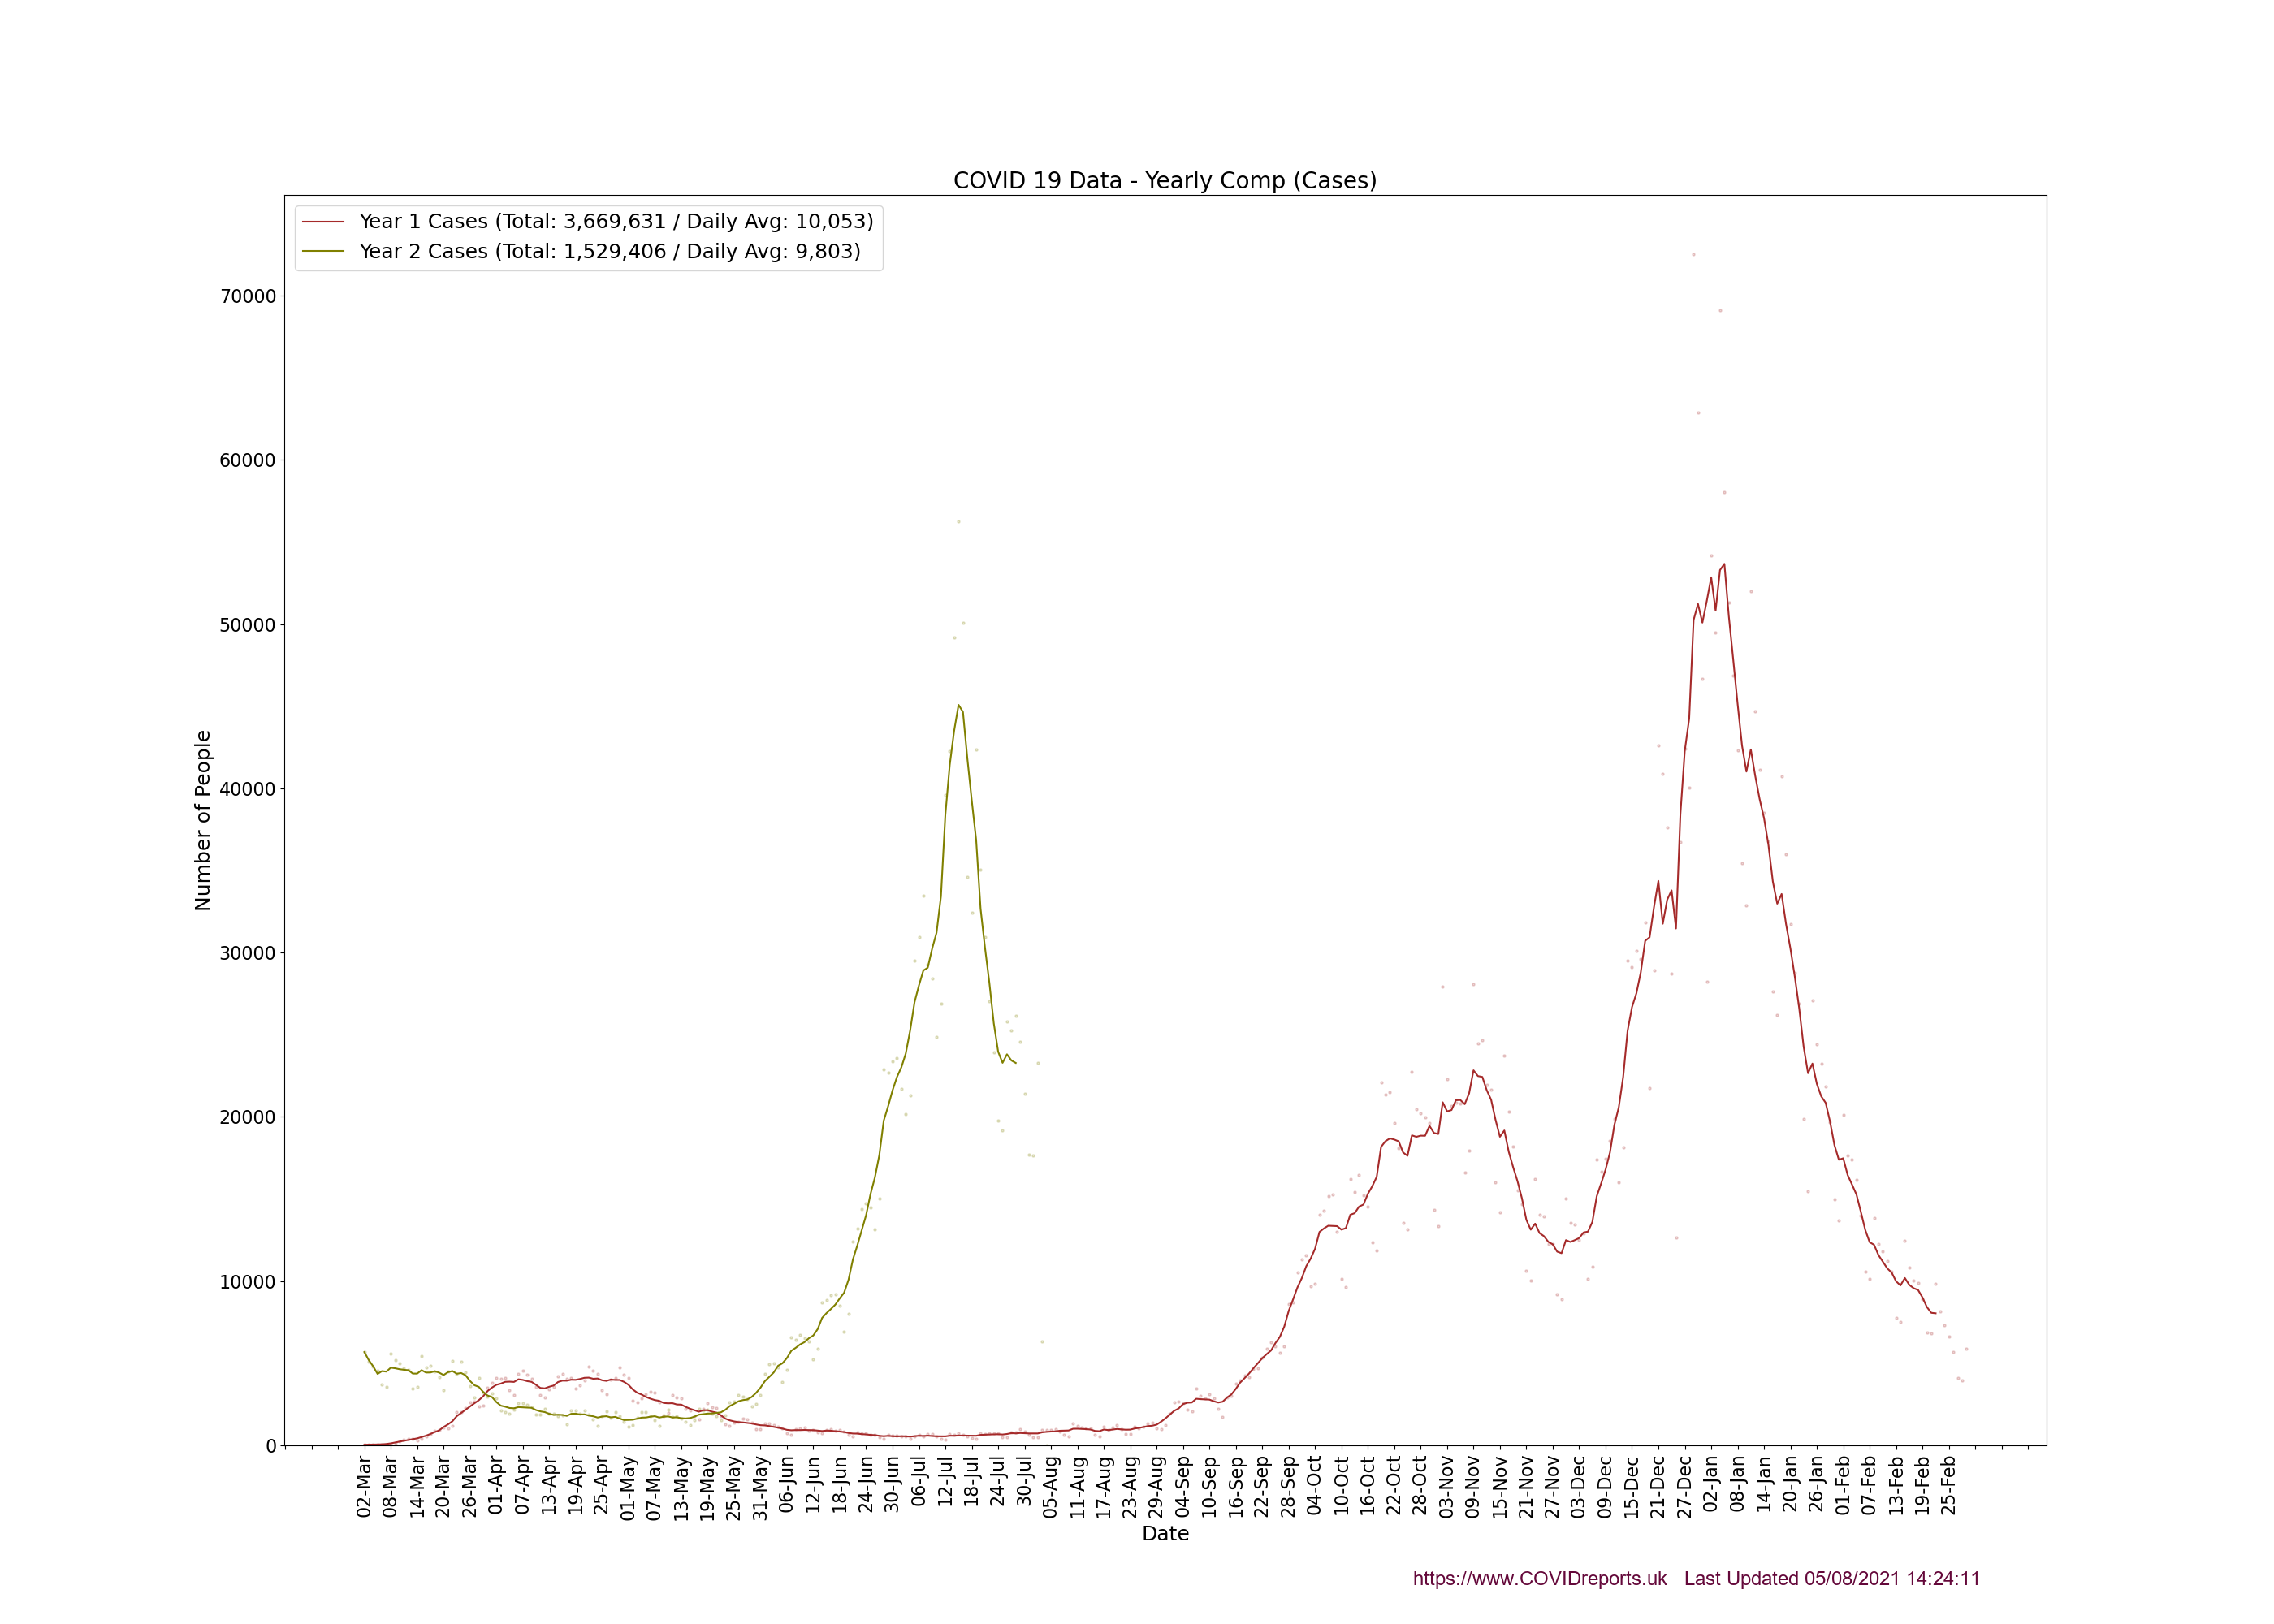 COVID 19 Data - Yearly Comp (Cases)
Year 1 Cases (Total: 3,669,631 / Daily Avg: 10,053)
Year 2 Cases (Total: 1,529,406 / Daily Avg: 9,803)
70000
60000
50000
40000
30000
20000
10000
0
Number of People
02-Mar
08-Mar
14-Mar
20-Mar
26-Mar
01-Apr
07-Apr
13-Apr
19-Apr
25-Apr
01-May
07-May
13-May
19-May
25-May
31-May
06-Jun
12-Jun
18-Jun
24-Jun
30-Jun
06-Jul
12-Jul
18-Jul
24-Jul
30-Jul
05-Aug
11-Aug
17-Aug
23-Aug
29-Aug
04-Sep
10-Sep
16-Sep
22-Sep
28-Sep
04-Oct
10-Oct
16-Oct
22-Oct
28-Oct
03-Nov
09-Nov
15-Nov
21-Nov
27-Nov
03-Dec
09-Dec
15-Dec
21-Dec
27-Dec
02-Jan
08-Jan
14-Jan
20-Jan
26-Jan
01-Feb
07-Feb
13-Feb
19-Feb
25-Feb
Date
https://www.COVIDreports.uk Last Updated 05/08/2021 14:24:11